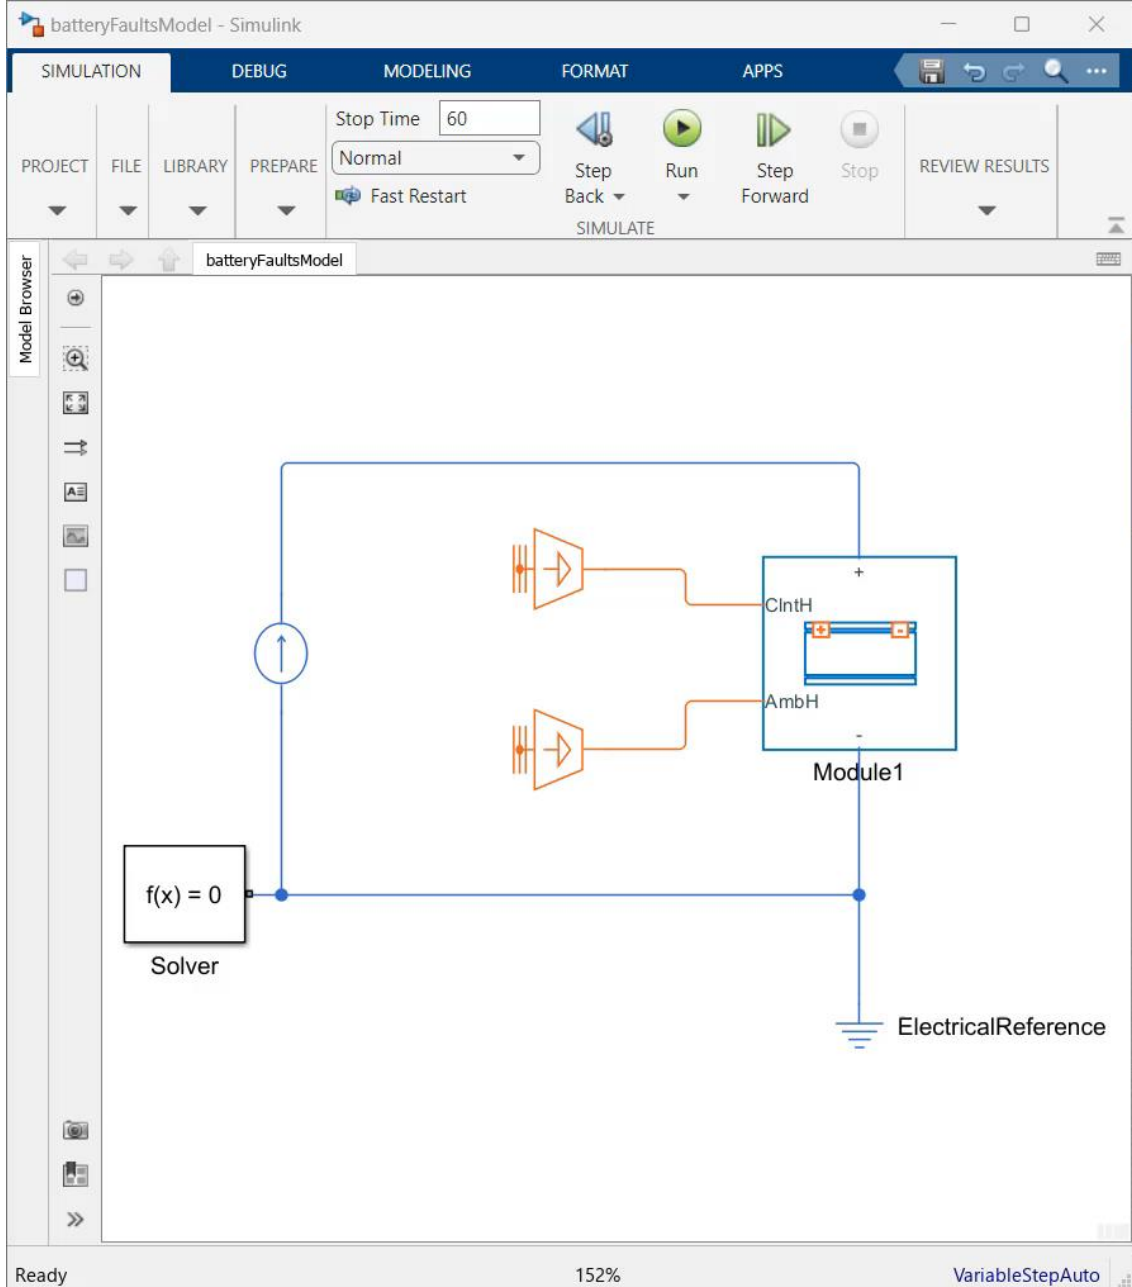 batteryFaultsModel - Simulink
SIMULATION DEBUG MODELING FORMAT APPS
PROJECT FILE LIBRARY PREPARE
Stop Time 60
Normal
Fast Restart
Step Back
Run
Step Forward
Stop
SIMULATE
REVIEW RESULTS
Model Browser
batteryFaultsModel
+
ClntH
+ -
AmbH
-
Module1
f(x) = 0
Solver
ElectricalReference
Ready 152% VariableStepAuto